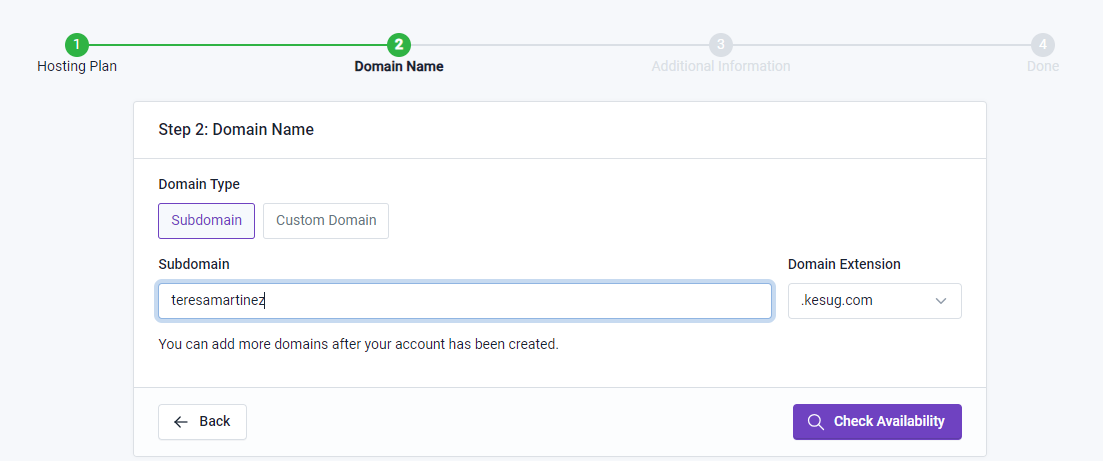 1 2 3 4
Hosting Plan Domain Name Additional Information Done
Step 2: Domain Name
Domain Type
Subdomain Custom Domain
Subdomain Domain Extension
teresamartinez .kesug.com
You can add more domains after your account has been created.
Back Check Availability